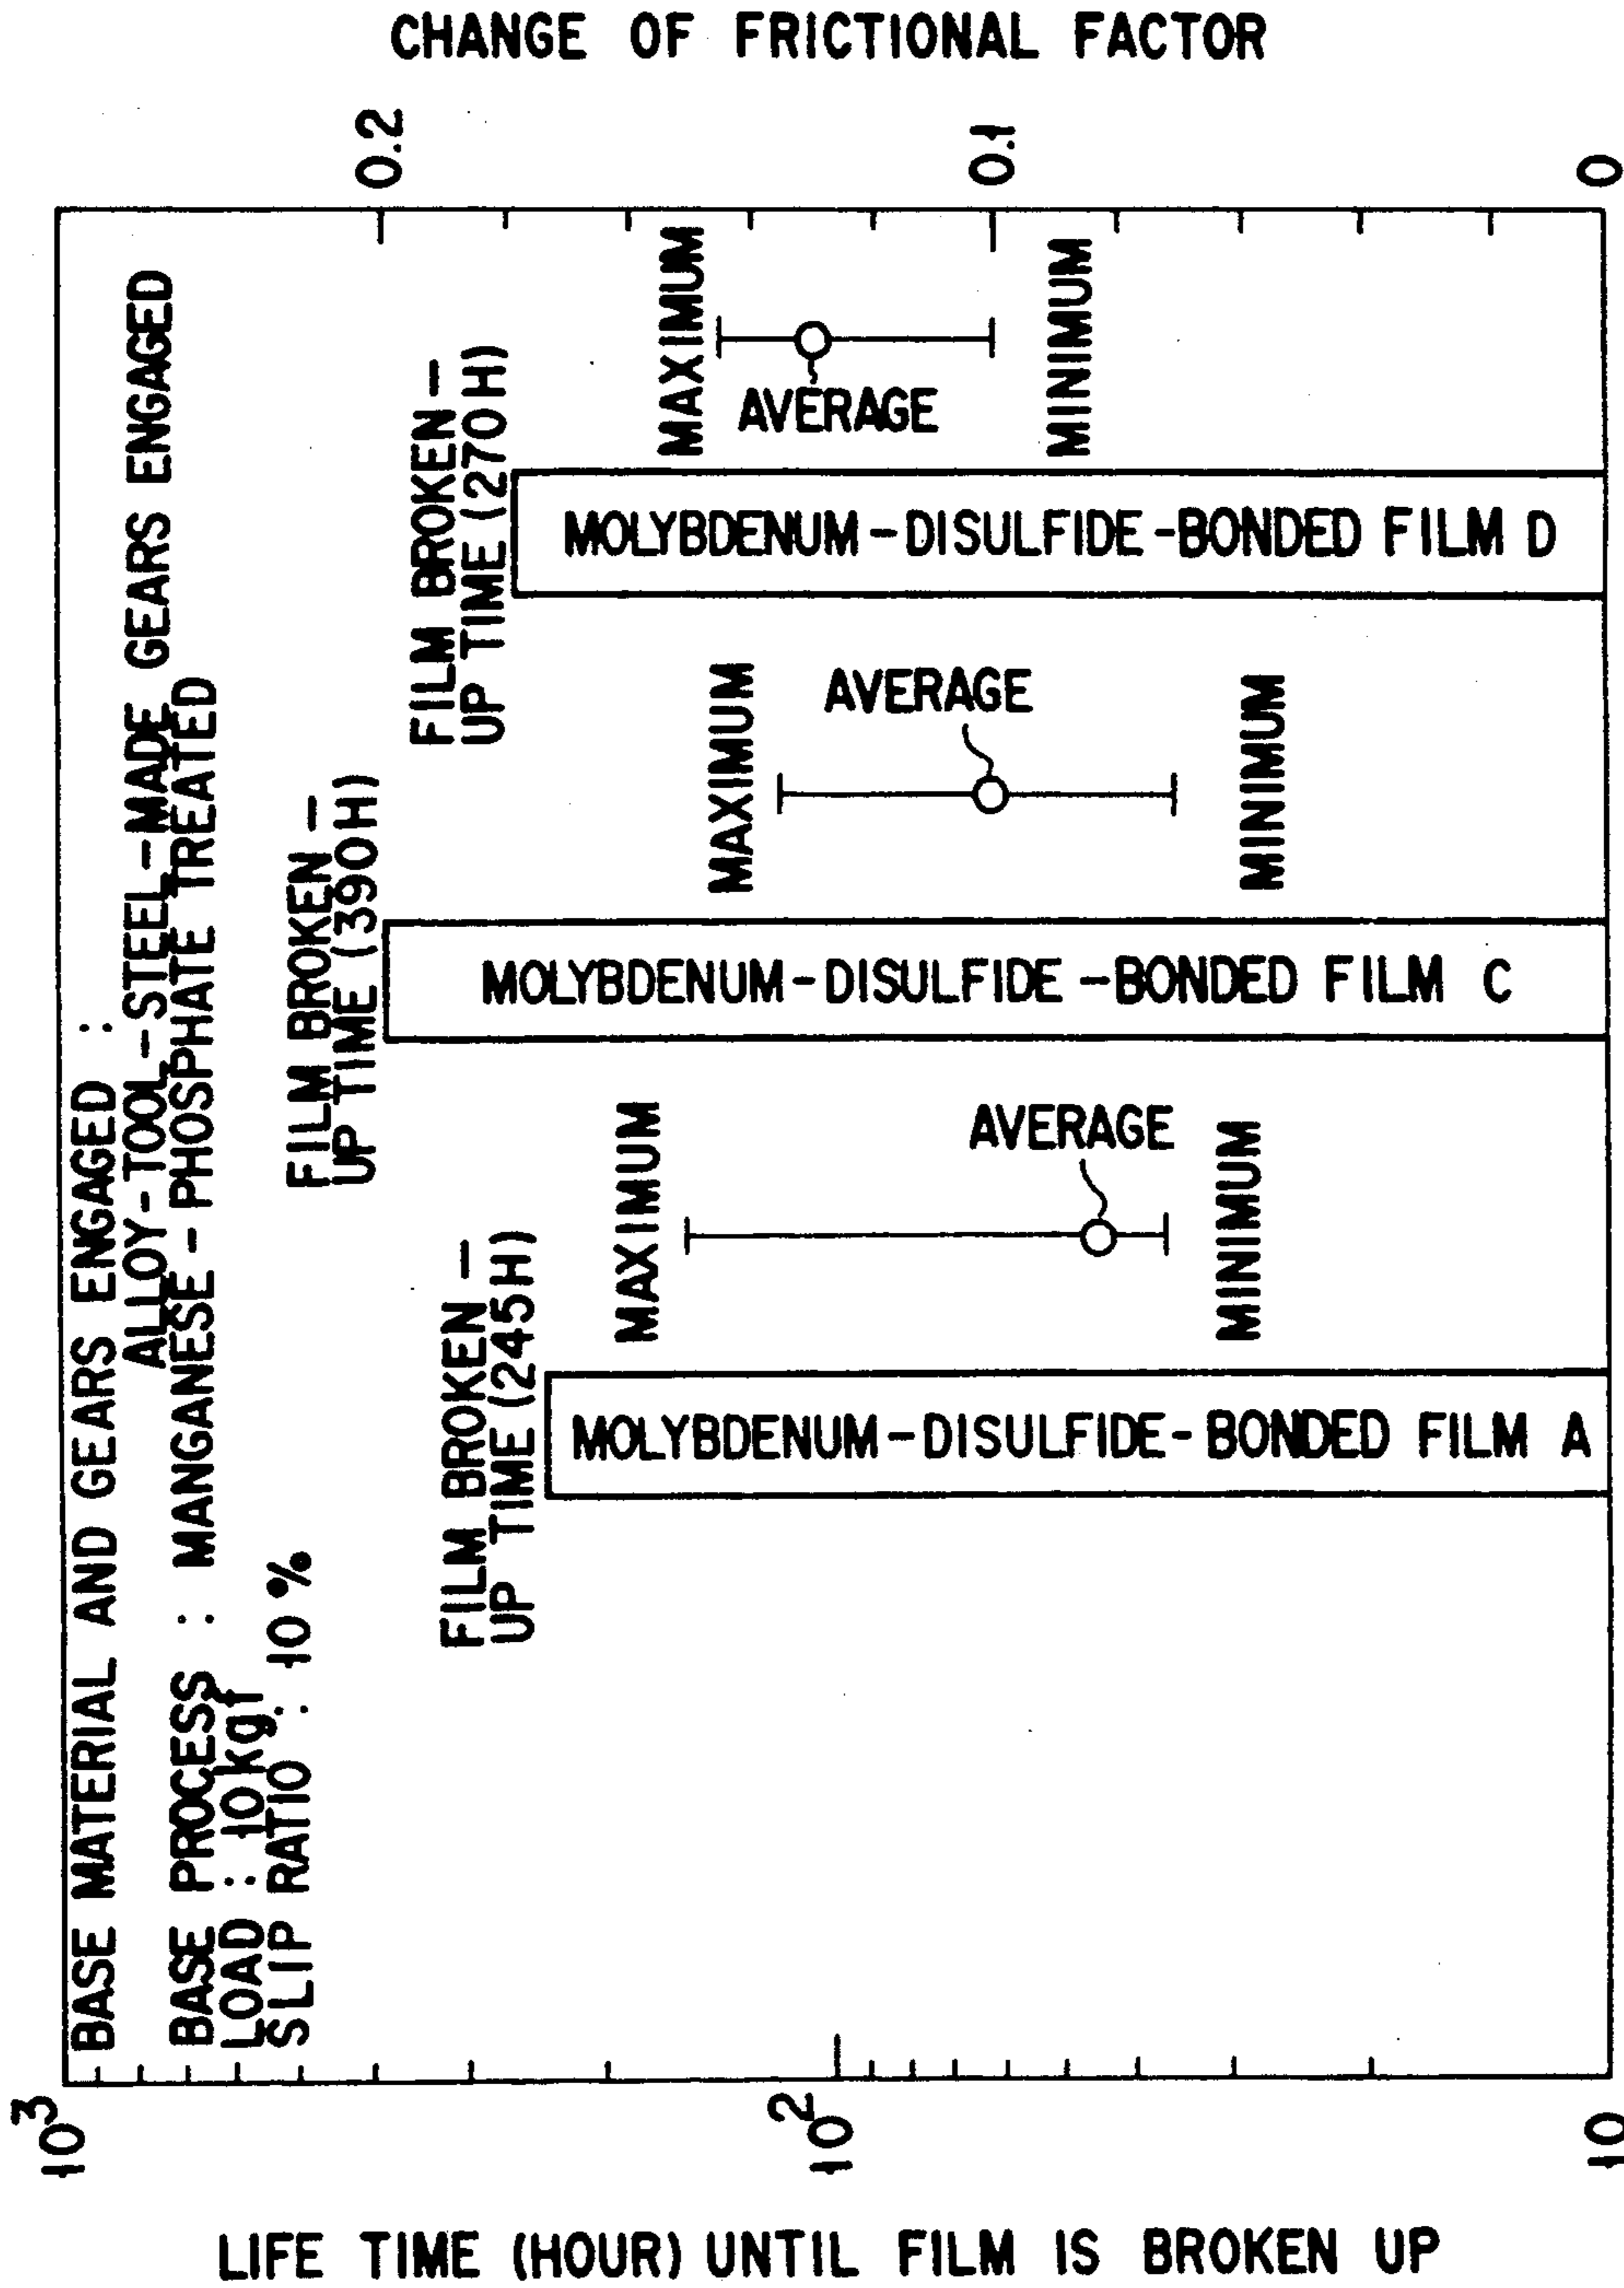 BASE MATERIAL AND GEARS ENGAGED :
ALLOY-TOOL-STEEL-MADE GEARS ENGAGED
BASE PROCESS : MANGANESE-PHOSPHATE TREATED
LOAD : 10kgf
SLIP RATIO : 10%
LIFE TIME (HOUR) UNTIL FILM IS BROKEN UP
10³
10²
10
FILM BROKEN-
UP TIME (245H)
MOLYBDENUM-DISULFIDE-BONDED FILM A
MAXIMUM
AVERAGE
MINIMUM
FILM BROKEN-
UP TIME (390H)
MOLYBDENUM-DISULFIDE-BONDED FILM C
MAXIMUM
AVERAGE
MINIMUM
FILM BROKEN-
UP TIME (270H)
MOLYBDENUM-DISULFIDE-BONDED FILM D
MAXIMUM
AVERAGE
MINIMUM
0.2
0.1
0
CHANGE OF FRICTIONAL FACTOR